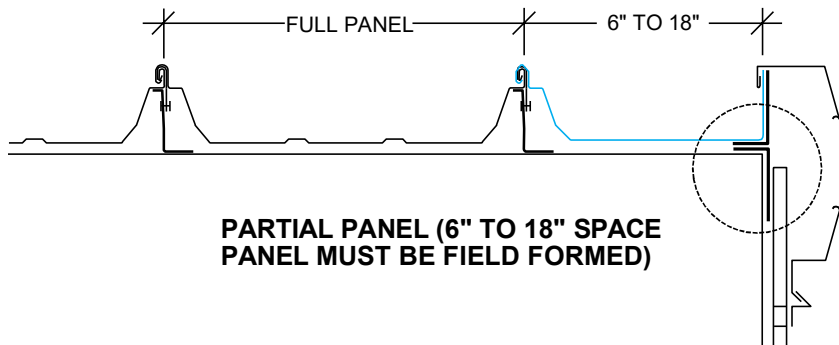 FULL PANEL
6" TO 18"
PARTIAL PANEL (6" TO 18" SPACE
PANEL MUST BE FIELD FORMED)